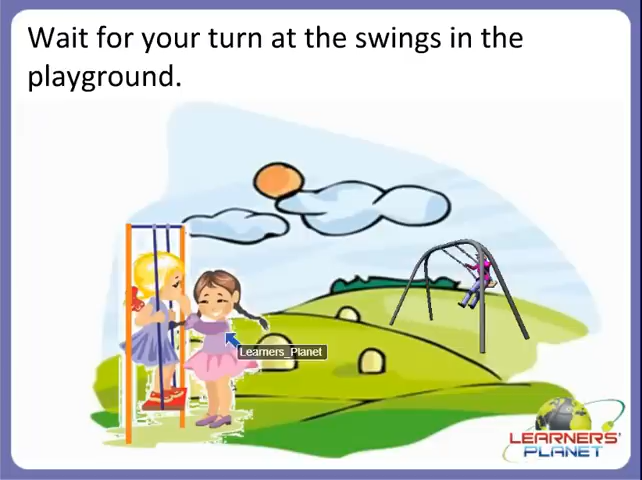 Wait for your turn at the swings in the
playground.
Learners_Planet
LEARNERS'
PLANET